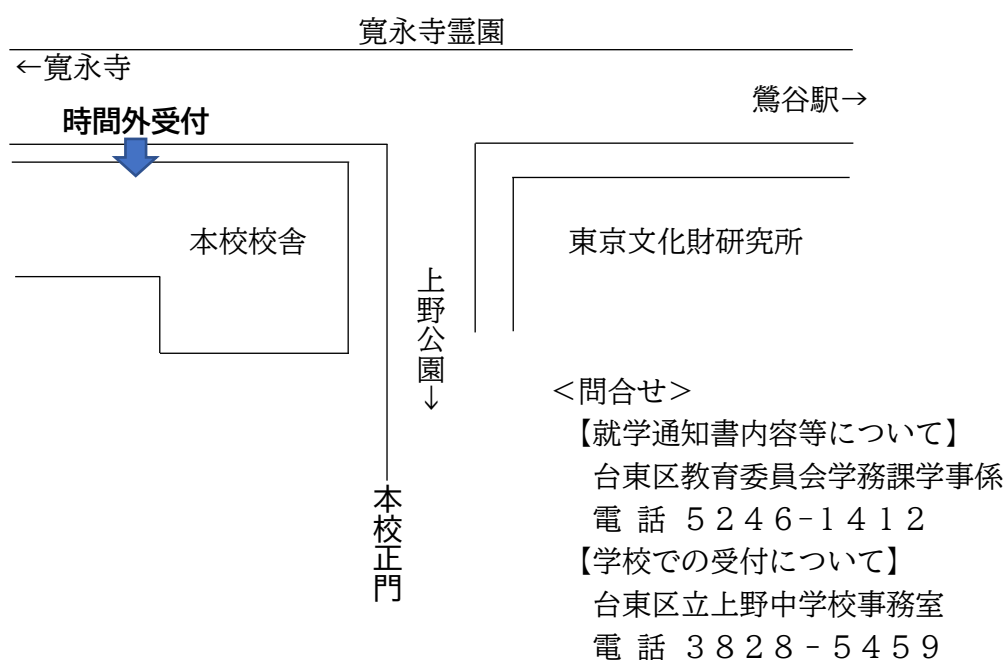 寛永寺霊園
←寛永寺
鶯谷駅→
時間外受付
本校校舎
東京文化財研究所
上野公園↓
本校正門
＜問合せ＞
【就学通知書内容等について】
台東区教育委員会学務課学事係
電 話 ５２４６−１４１２
【学校での受付について】
台東区立上野中学校事務室
電 話 ３８２８−５４５９